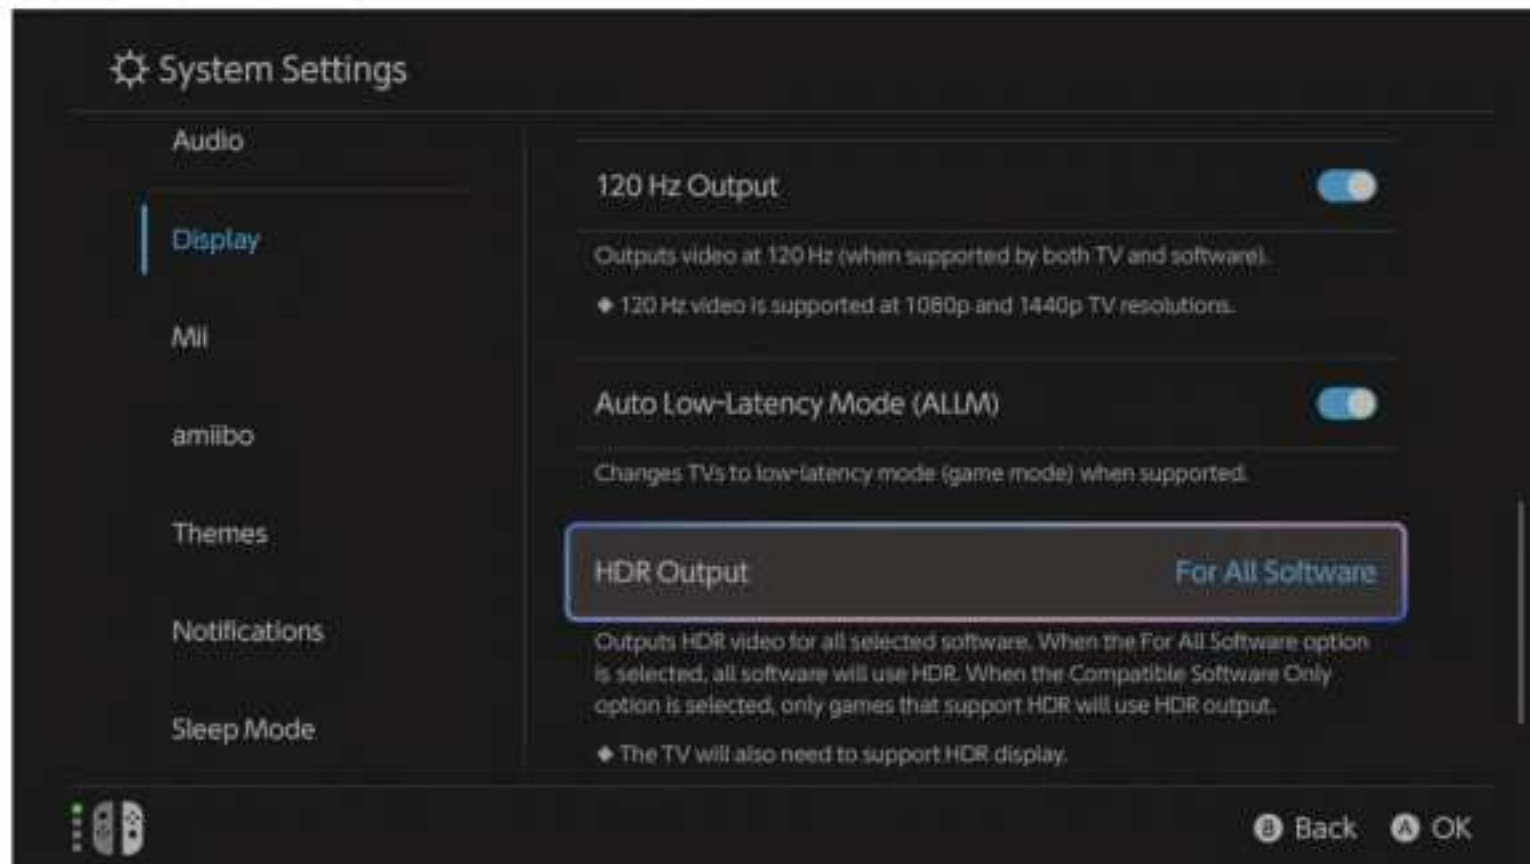 System Settings
Audio
Display
Mii
amiibo
Themes
Notifications
Sleep Mode
120 Hz Output
Outputs video at 120 Hz (when supported by both TV and software).
◆ 120 Hz video is supported at 1080p and 1440p TV resolutions.
Auto Low-Latency Mode (ALLM)
Changes TVs to low-latency mode (game mode) when supported.
HDR Output For All Software
Outputs HDR video for all selected software. When the For All Software option
is selected, all software will use HDR. When the Compatible Software Only
option is selected, only games that support HDR will use HDR output.
◆ The TV will also need to support HDR display.
B Back A OK